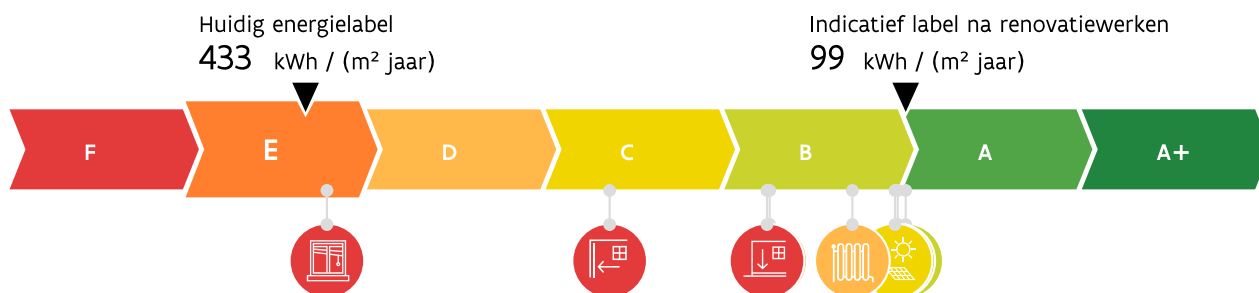 Huidig energielabel
433 kWh / (m² jaar)
Indicatief label na renovatiewerken
99 kWh / (m² jaar)
F E D C B A A+